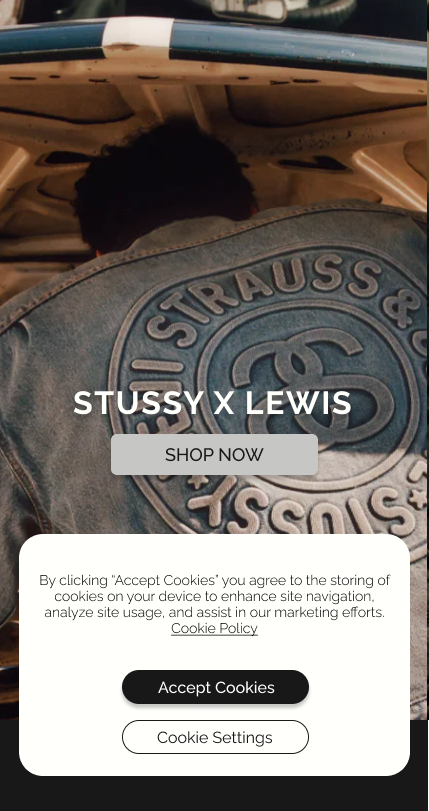 LEVI STRAUSS &
STUSSY
STUSSY X LEWIS
SHOP NOW
By clicking “Accept Cookies” you agree to the storing of
cookies on your device to enhance site navigation,
analyze site usage, and assist in our marketing efforts.
Cookie Policy
Accept Cookies
Cookie Settings